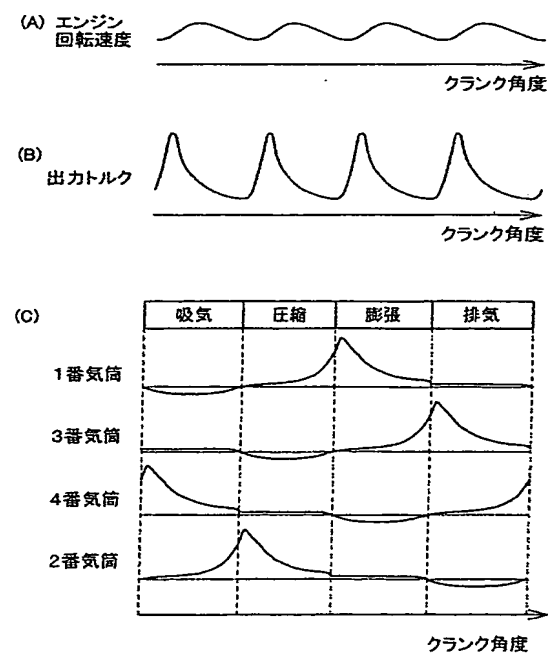 (A) エンジン
回転速度
クランク角度
(B)
出力トルク
クランク角度
(C)
吸気 圧縮 膨張 排気
1番気筒
3番気筒
4番気筒
2番気筒
クランク角度